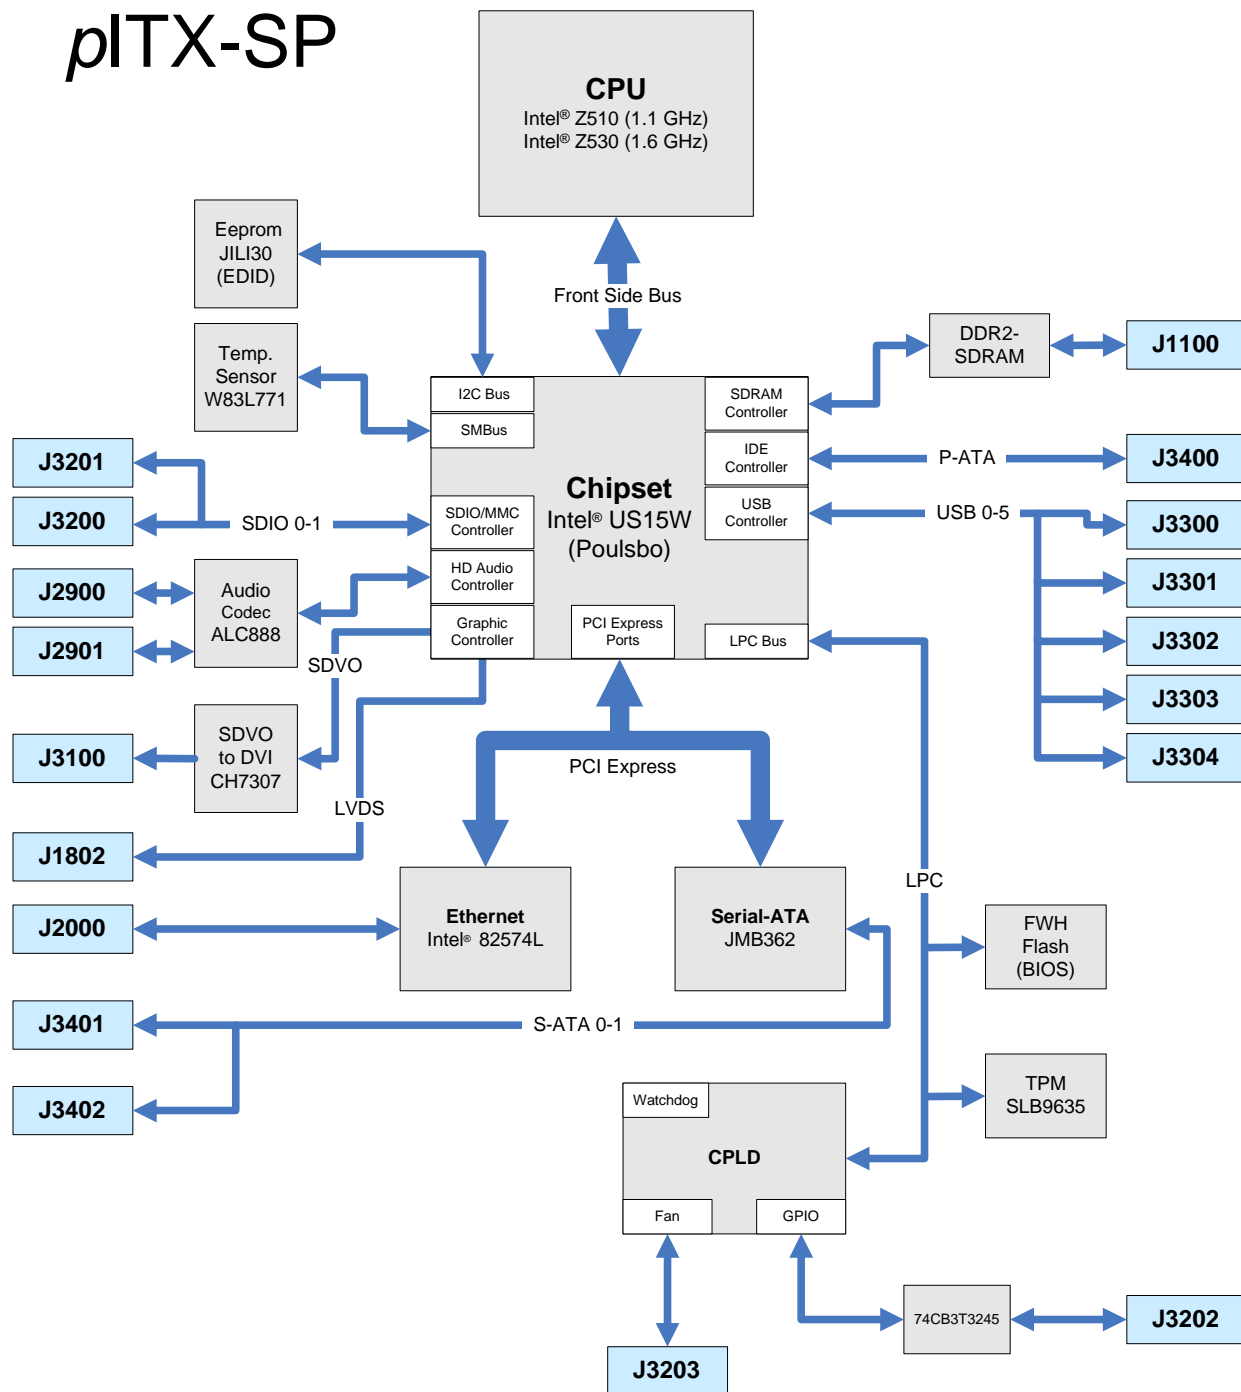 pITX-SP
CPU
Intel® Z510 (1.1 GHz)
Intel® Z530 (1.6 GHz)
Eeprom
JILI30
(EDID)
Front Side Bus
Temp.
Sensor
W83L771
DDR2-
SDRAM
J1100
I2C Bus
SMBus
SDRAM
Controller
IDE
Controller
P-ATA
J3400
J3201
J3200
SDIO 0-1
SDIO/MMC
Controller
Chipset
Intel® US15W
(Poulsbo)
USB
Controller
USB 0-5
J3300
J3301
J3302
J3303
J3304
J2900
J2901
Audio
Codec
ALC888
HD Audio
Controller
Graphic
Controller
PCI Express
Ports
LPC Bus
SDVO
J3100
SDVO
to DVI
CH7307
PCI Express
LVDS
J1802
LPC
J2000
Ethernet
Intel® 82574L
Serial-ATA
JMB362
FWH
Flash
(BIOS)
J3401
S-ATA 0-1
J3402
TPM
SLB9635
Watchdog
CPLD
Fan
GPIO
74CB3T3245
J3202
J3203